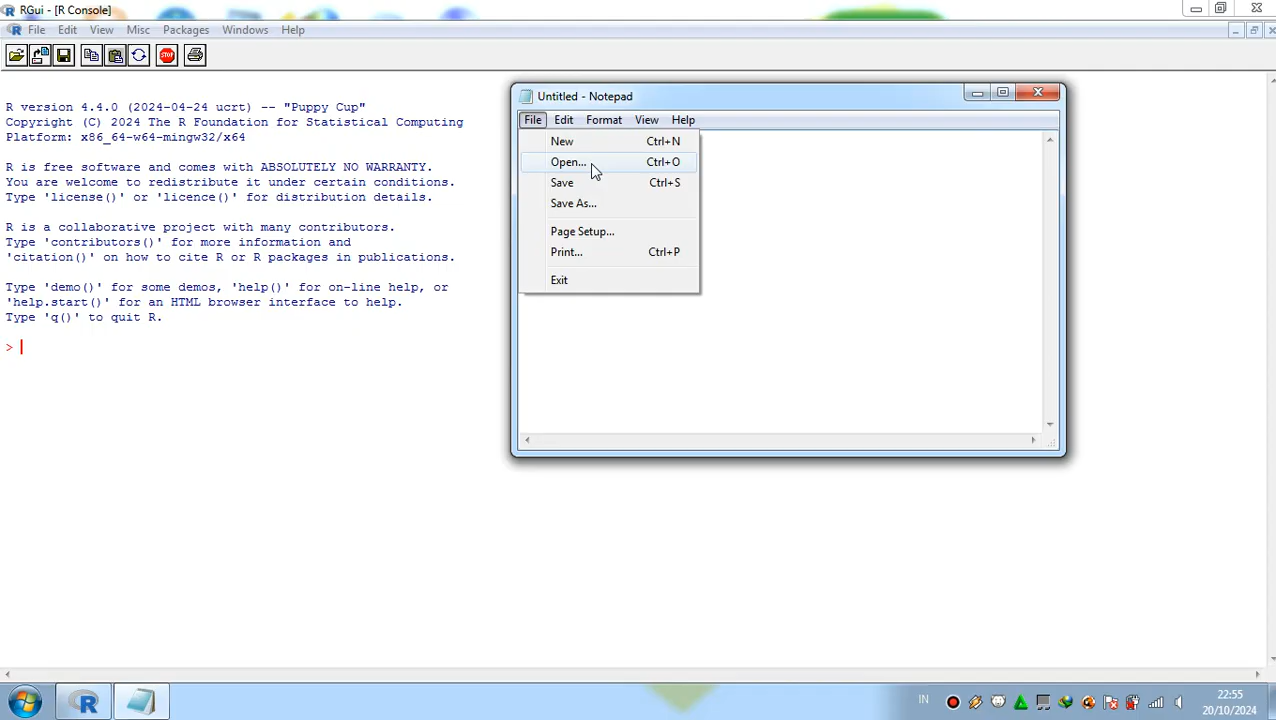 RGui - [R Console]
File Edit View Misc Packages Windows Help
STOP
R version 4.4.0 (2024-04-24 ucrt) -- "Puppy Cup"
Copyright (C) 2024 The R Foundation for Statistical Computing
Platform: x86_64-w64-mingw32/x64
R is free software and comes with ABSOLUTELY NO WARRANTY.
You are welcome to redistribute it under certain conditions.
Type 'license()' or 'licence()' for distribution details.
R is a collaborative project with many contributors.
Type 'contributors()' for more information and
'citation()' on how to cite R or R packages in publications.
Type 'demo()' for some demos, 'help()' for on-line help, or
'help.start()' for an HTML browser interface to help.
Type 'q()' to quit R.
>
Untitled - Notepad
File Edit Format View Help
New Ctrl+N
Open... Ctrl+O
Save Ctrl+S
Save As...
Page Setup...
Print... Ctrl+P
Exit
IN
22:55
20/10/2024